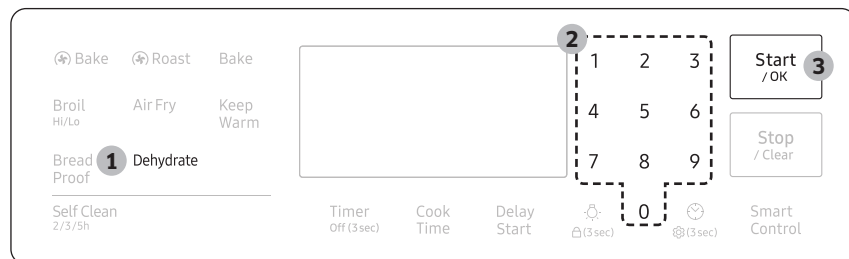 Bake Roast Bake
Broil Air Fry Keep
Hi/Lo Warm
Bread 1 Dehydrate
Proof
Self Clean
2/3/5h
Timer Cook Delay
Off (3 sec) Time Start
2
1 2 3
4 5 6
7 8 9
0
(3 sec) (3 sec)
Start 3
/ OK
Stop
/ Clear
Smart
Control